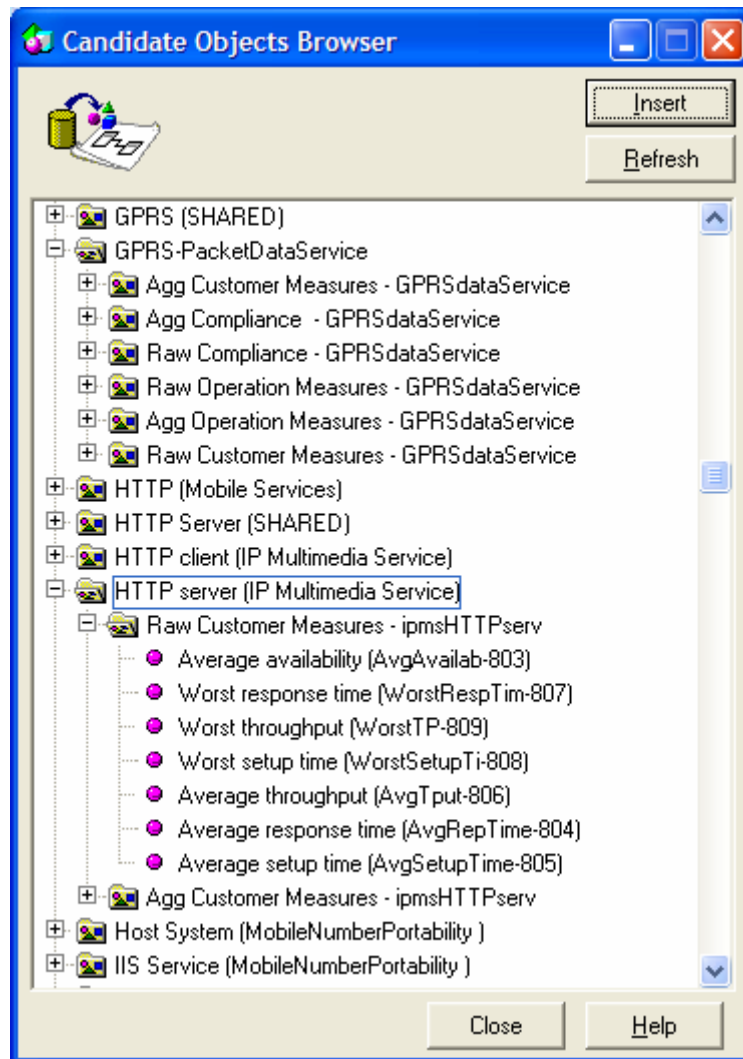 Candidate Objects Browser
Insert
Refresh
GPRS (SHARED)
GPRS-PacketDataService
Agg Customer Measures - GPRSdataService
Agg Compliance  - GPRSdataService
Raw Compliance - GPRSdataService
Raw Operation Measures - GPRSdataService
Agg Operation Measures - GPRSdataService
Raw Customer Measures - GPRSdataService
HTTP (Mobile Services)
HTTP Server (SHARED)
HTTP client (IP Multimedia Service)
HTTP server (IP Multimedia Service)
Raw Customer Measures - ipmsHTTPserv
Average availability (AvgAvailab-803)
Worst response time (WorstRespTim-807)
Worst throughput (WorstTP-809)
Worst setup time (WorstSetupTi-808)
Average throughput (AvgTput-806)
Average response time (AvgRepTime-804)
Average setup time (AvgSetupTime-805)
Agg Customer Measures - ipmsHTTPserv
Host System (MobileNumberPortability )
IIS Service (MobileNumberPortability )
Close
Help